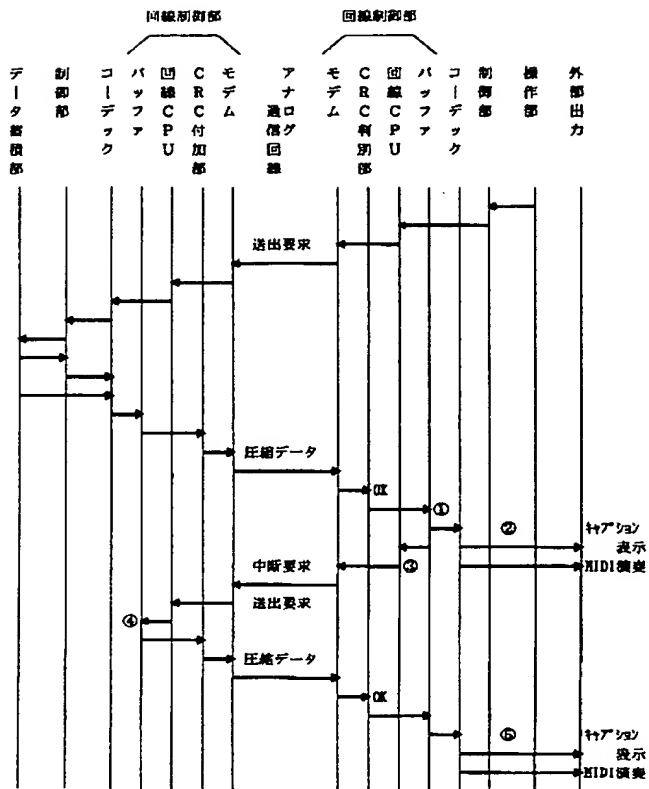 回線制御部
回線制御部
データ蓄積部
制御部
コーデック
バッファ
回線CPU
CRC付加部
モデム
アナログ
通信回線
モデム
CRC判別部
回線CPU
バッファ
コーデック
制御部
操作部
外部出力
送出要求
圧縮データ
OK
①
②
キャプション
表示
中断要求
③
MIDI演奏
送出要求
④
圧縮データ
OK
⑤
キャプション
表示
MIDI演奏